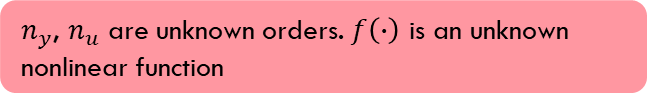 n_y, n_u are unknown orders. f(·) is an unknown
nonlinear function